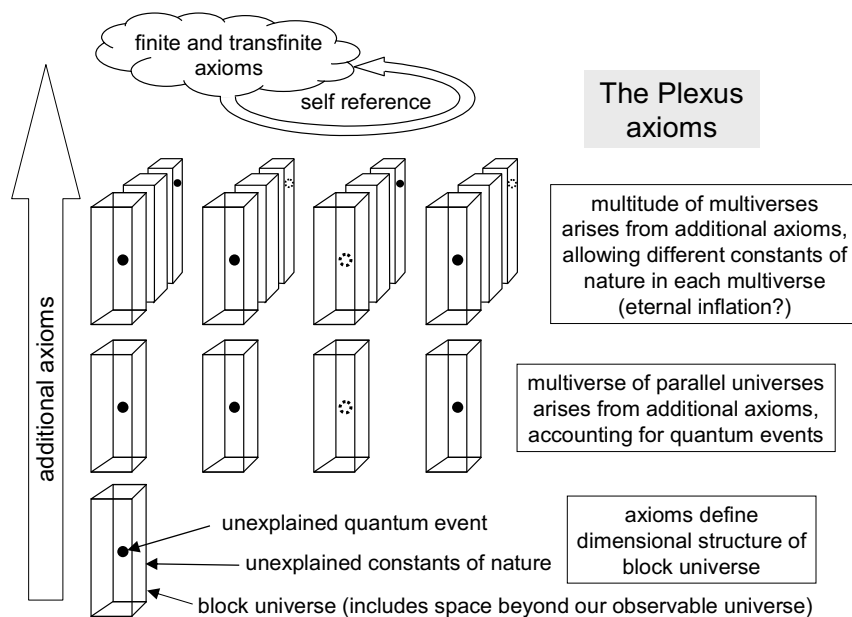 finite and transfinite
axioms
self reference
The Plexus
axioms
additional axioms
multitude of multiverses
arises from additional axioms,
allowing different constants of
nature in each multiverse
(eternal inflation?)
multiverse of parallel universes
arises from additional axioms,
accounting for quantum events
unexplained quantum event
unexplained constants of nature
block universe (includes space beyond our observable universe)
axioms define
dimensional structure of
block universe